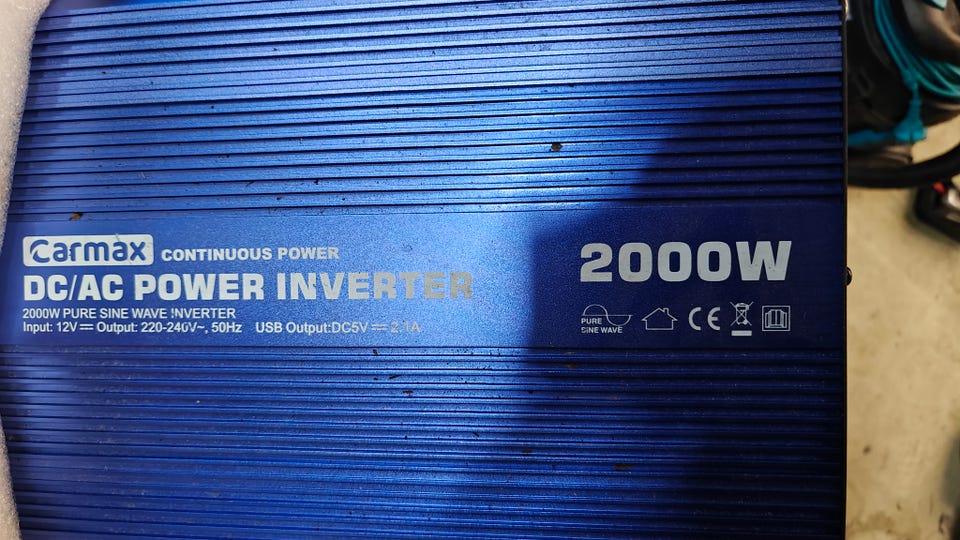 Carmax CONTINUOUS POWER
DC/AC POWER INVERTER
2000W PURE SINE WAVE INVERTER
Input: 12V⎓ Output: 220-240V~, 50Hz USB Output:DC5V⎓2.1A
2000W
PURE
SINE WAVE
CE